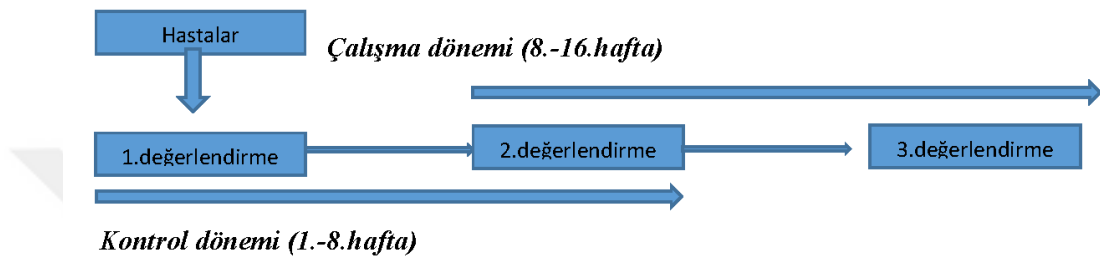 Hastalar
Çalışma dönemi (8.-16.hafta)
1.değerlendirme
2.değerlendirme
3.değerlendirme
Kontrol dönemi (1.-8.hafta)